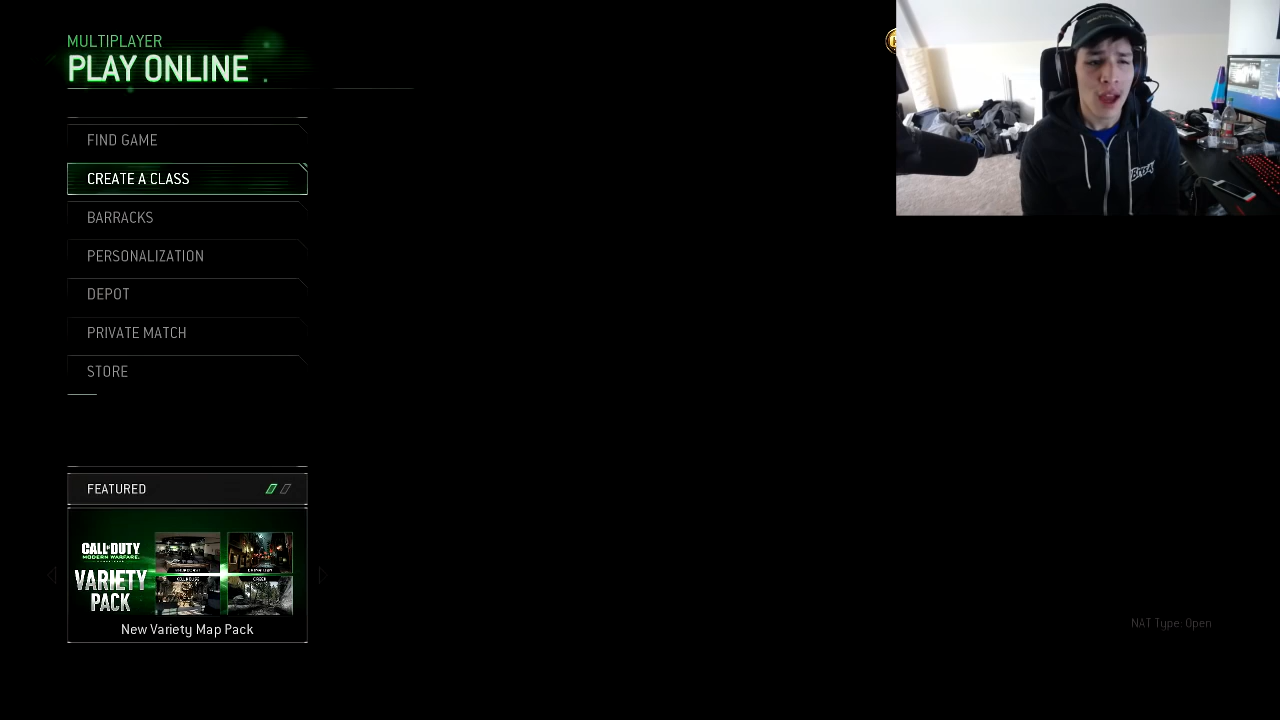 MULTIPLAYER
PLAY ONLINE
FIND GAME
CREATE A CLASS
BARRACKS
PERSONALIZATION
DEPOT
PRIVATE MATCH
STORE
FEATURED
CALL OF DUTY
MODERN WARFARE
VARIETY
PACK
New Variety Map Pack
NAT Type: Open